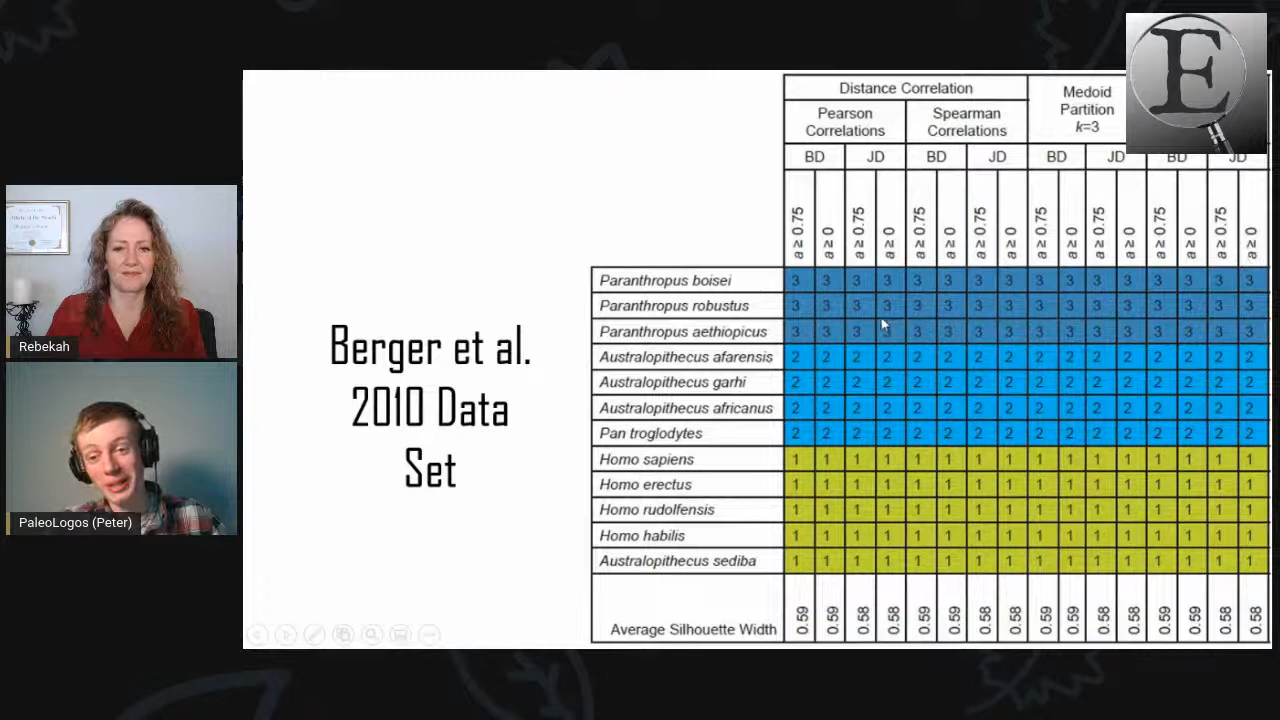 Distance Correlation
Medoid
Partition
k=3
Pearson
Correlations
Spearman
Correlations
BD JD BD JD BD JD BD JD
a ≥ 0.75 a ≥ 0 a ≥ 0.75 a ≥ 0 a ≥ 0.75 a ≥ 0 a ≥ 0.75 a ≥ 0 a ≥ 0.75 a ≥ 0 a ≥ 0.75 a ≥ 0 a ≥ 0.75 a ≥ 0 a ≥ 0.75 a ≥ 0
Paranthropus boisei 3 3 3 3 3 3 3 3 3 3 3 3 3 3 3 3
Paranthropus robustus 3 3 3 3 3 3 3 3 3 3 3 3 3 3 3 3
Paranthropus aethiopicus 3 3 3 3 3 3 3 3 3 3 3 3 3 3 3 3
Australopithecus afarensis 2 2 2 2 2 2 2 2 2 2 2 2 2 2 2 2
Australopithecus garhi 2 2 2 2 2 2 2 2 2 2 2 2 2 2 2 2
Australopithecus africanus 2 2 2 2 2 2 2 2 2 2 2 2 2 2 2 2
Pan troglodytes 2 2 2 2 2 2 2 2 2 2 2 2 2 2 2 2
Homo sapiens 1 1 1 1 1 1 1 1 1 1 1 1 1 1 1 1
Homo erectus 1 1 1 1 1 1 1 1 1 1 1 1 1 1 1 1
Homo rudolfensis 1 1 1 1 1 1 1 1 1 1 1 1 1 1 1 1
Homo habilis 1 1 1 1 1 1 1 1 1 1 1 1 1 1 1 1
Australopithecus sediba 1 1 1 1 1 1 1 1 1 1 1 1 1 1 1 1
Average Silhouette Width 0.59 0.59 0.58 0.58 0.59 0.59 0.58 0.58 0.59 0.59 0.58 0.58 0.59 0.59 0.58 0.58
Berger et al.
2010 Data
Set
Rebekah
PaleoLogos (Peter)
E